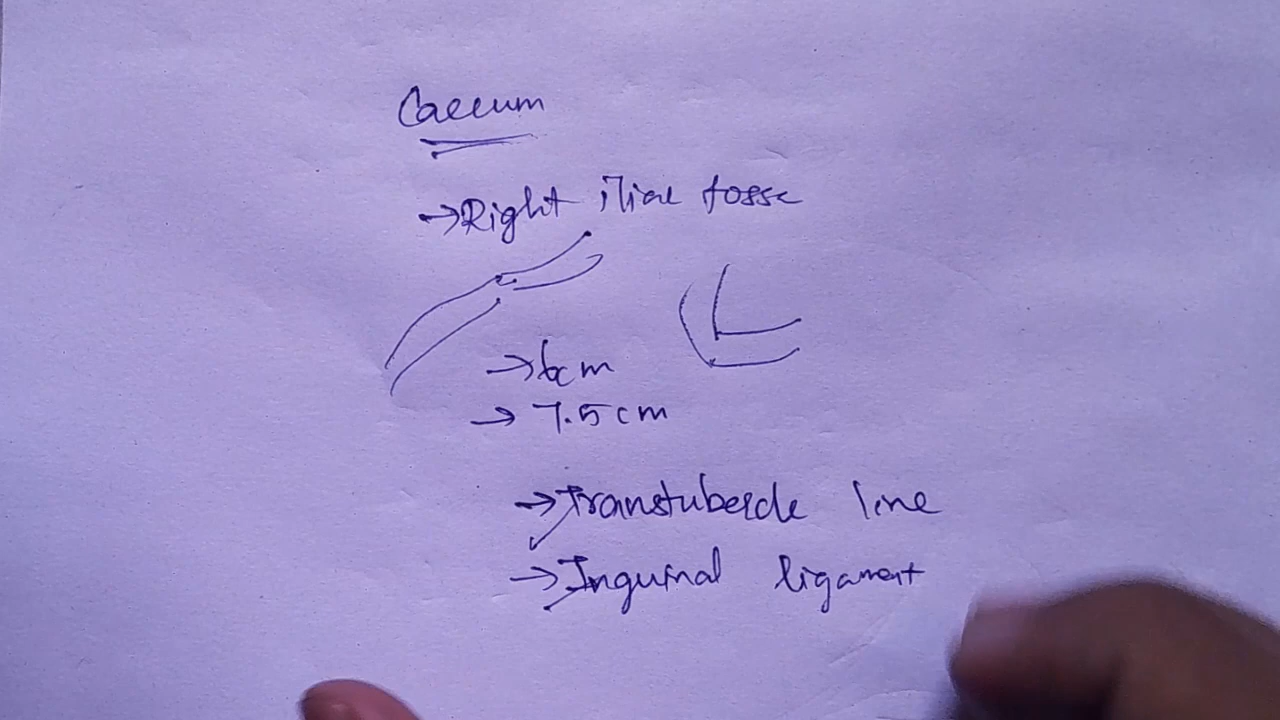 Caecum
→ Right iliac fossa
→ 6cm
→ 7.5cm
→ Transtubercle line
→ Inguinal ligament